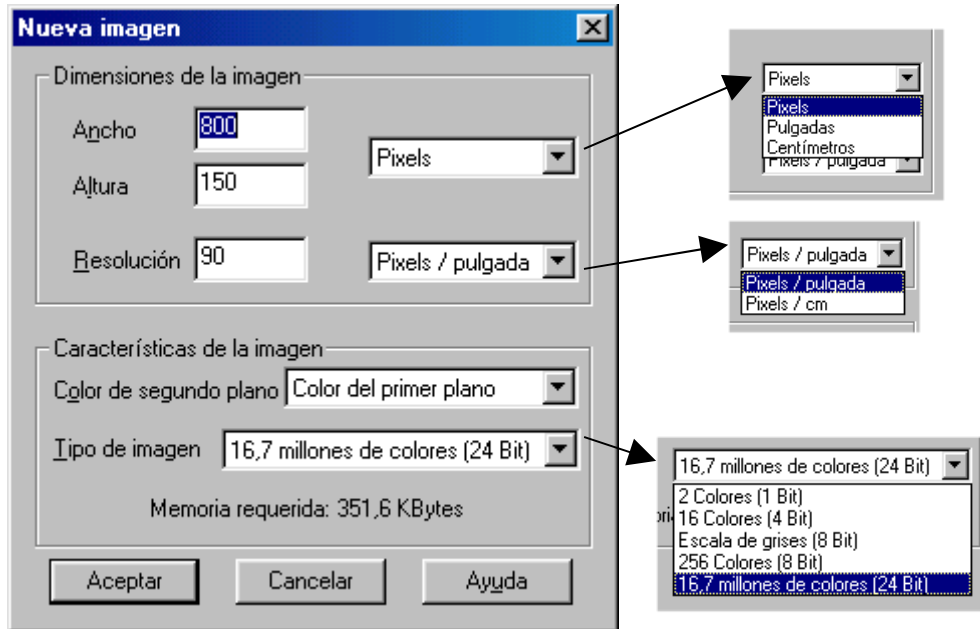 Nueva imagen
Dimensiones de la imagen
Ancho 800
Pixels
Altura 150
Resolución 90 Pixels / pulgada
Características de la imagen
Color de segundo plano Color del primer plano
Tipo de imagen 16,7 millones de colores (24 Bit)
Memoria requerida: 351,6 KBytes
Aceptar Cancelar Ayuda
Pixels
Pixels
Pulgadas
Centímetros
Pixels / pulgada
Pixels / pulgada
Pixels / pulgada
Pixels / cm
16,7 millones de colores (24 Bit)
2 Colores (1 Bit)
16 Colores (4 Bit)
Escala de grises (8 Bit)
256 Colores (8 Bit)
16,7 millones de colores (24 Bit)